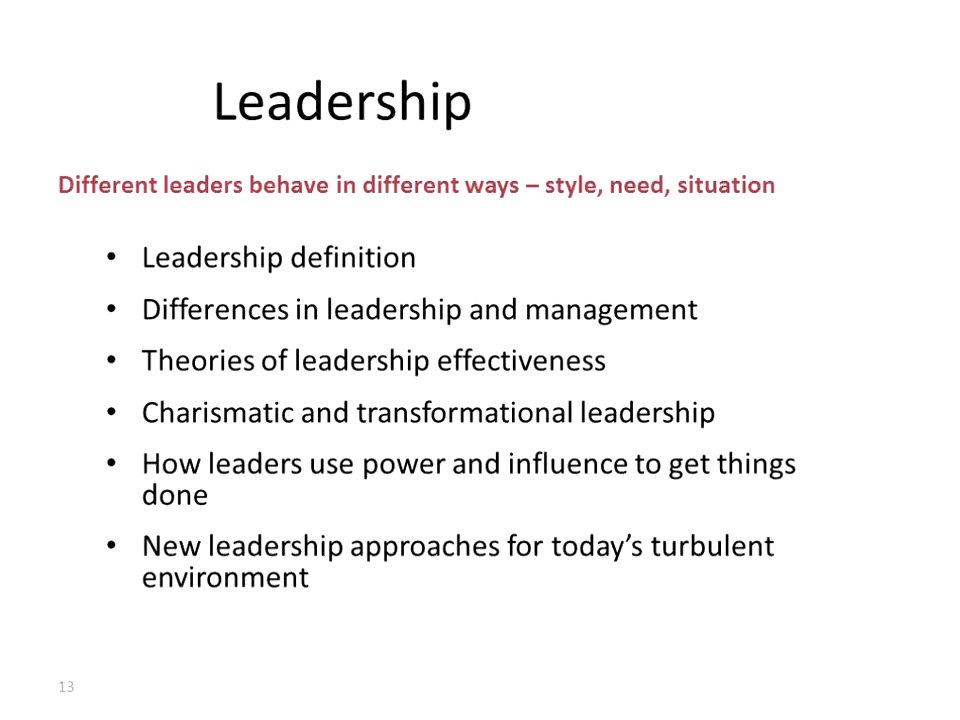 Leadership
Different leaders behave in different ways – style, need, situation
• Leadership definition
• Differences in leadership and management
• Theories of leadership effectiveness
• Charismatic and transformational leadership
• How leaders use power and influence to get things
done
• New leadership approaches for today’s turbulent
environment
13